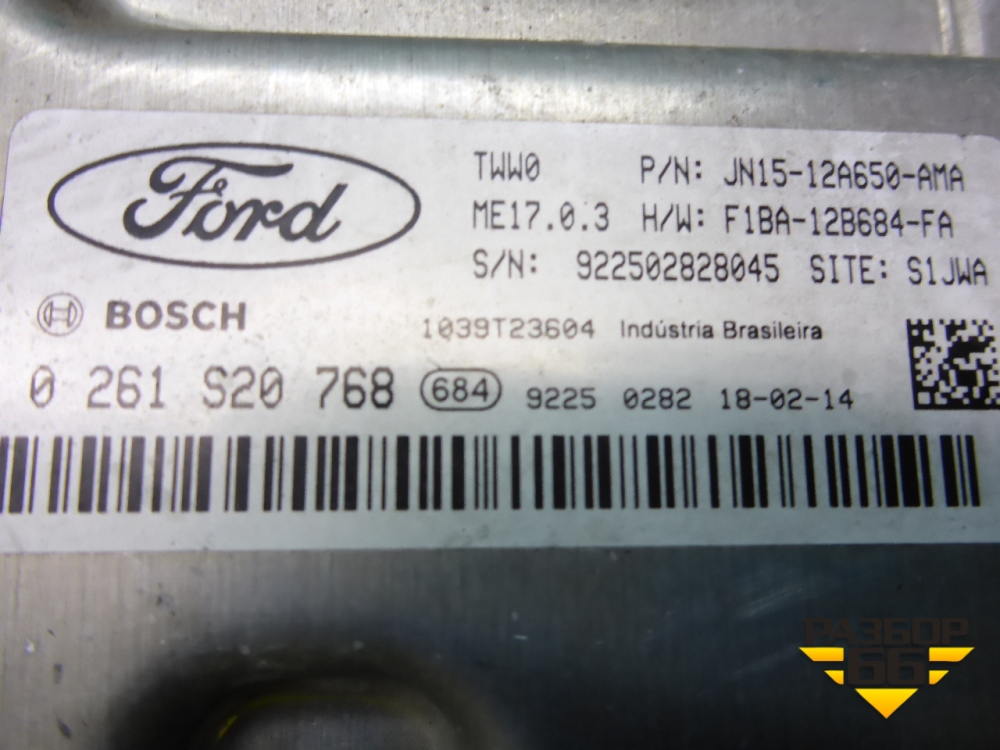 Ford
TWW0 P/N: JN15-12A650-AMA
ME17.0.3 H/W: F1BA-12B684-FA
S/N: 922502828045 SITE: S1JWA
BOSCH
1039T23604 Indústria Brasileira
0 261 S20 768 684 9225 0282 18-02-14
РАЗБОР
66